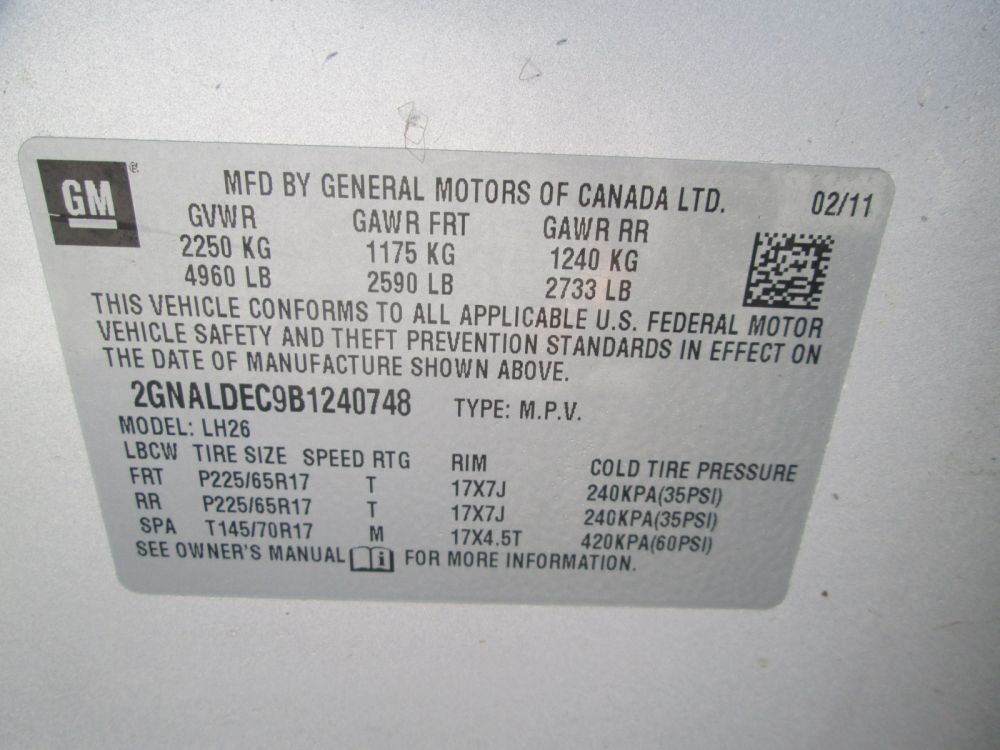 GM ®
MFD BY GENERAL MOTORS OF CANADA LTD. 02/11
GVWR GAWR FRT GAWR RR
2250 KG 1175 KG 1240 KG
4960 LB 2590 LB 2733 LB
THIS VEHICLE CONFORMS TO ALL APPLICABLE U.S. FEDERAL MOTOR
VEHICLE SAFETY AND THEFT PREVENTION STANDARDS IN EFFECT ON
THE DATE OF MANUFACTURE SHOWN ABOVE.
2GNALDEC9B1240748 TYPE: M.P.V.
MODEL: LH26
LBCW TIRE SIZE SPEED RTG RIM COLD TIRE PRESSURE
FRT P225/65R17 T 17X7J 240KPA(35PSI)
RR P225/65R17 T 17X7J 240KPA(35PSI)
SPA T145/70R17 M 17X4.5T 420KPA(60PSI)
SEE OWNER'S MANUAL i FOR MORE INFORMATION.